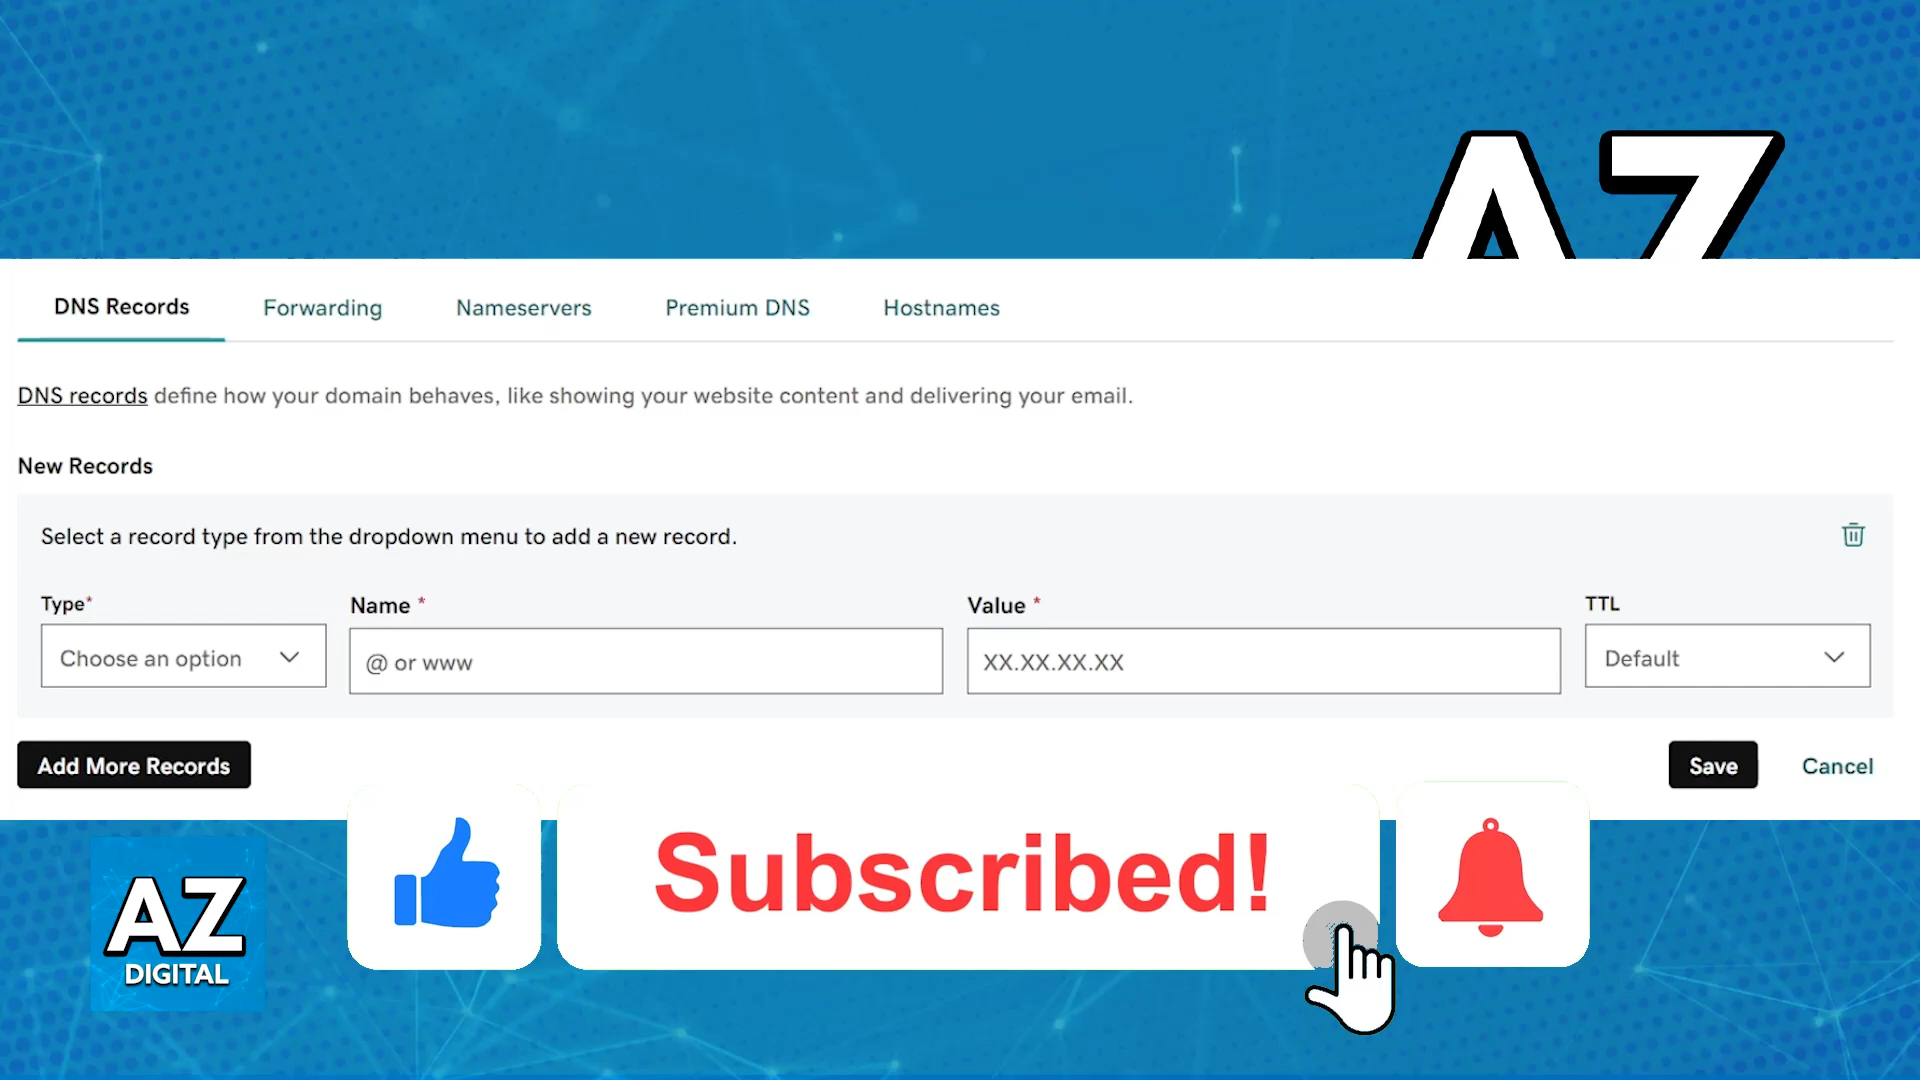 AZ
DNS Records Forwarding Nameservers Premium DNS Hostnames
DNS records define how your domain behaves, like showing your website content and delivering your email.
New Records
Select a record type from the dropdown menu to add a new record.
Type* Name * Value * TTL
Choose an option @ or www XX.XX.XX.XX Default
Add More Records Save Cancel
Subscribed!
AZ
DIGITAL